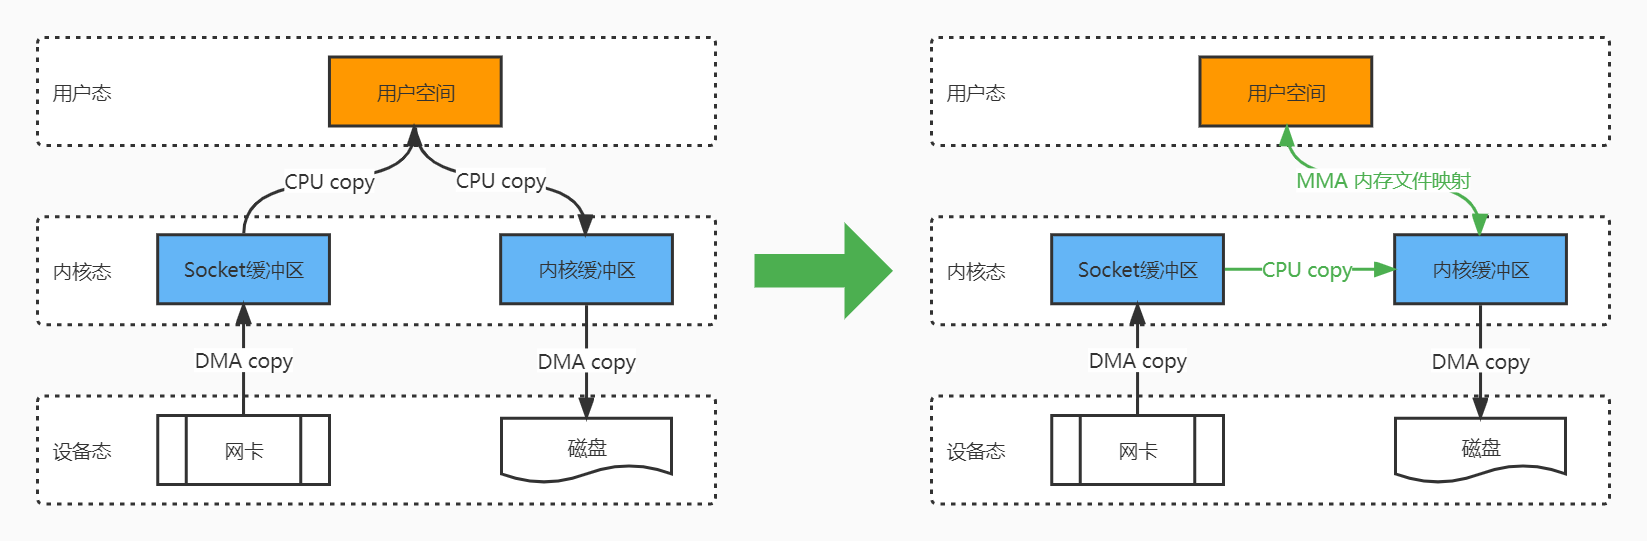 用户态
用户空间
CPU copy
CPU copy
内核态
Socket缓冲区
内核缓冲区
DMA copy
DMA copy
设备态
网卡
磁盘
用户态
用户空间
MMA 内存文件映射
内核态
Socket缓冲区
CPU copy
内核缓冲区
DMA copy
DMA copy
设备态
网卡
磁盘